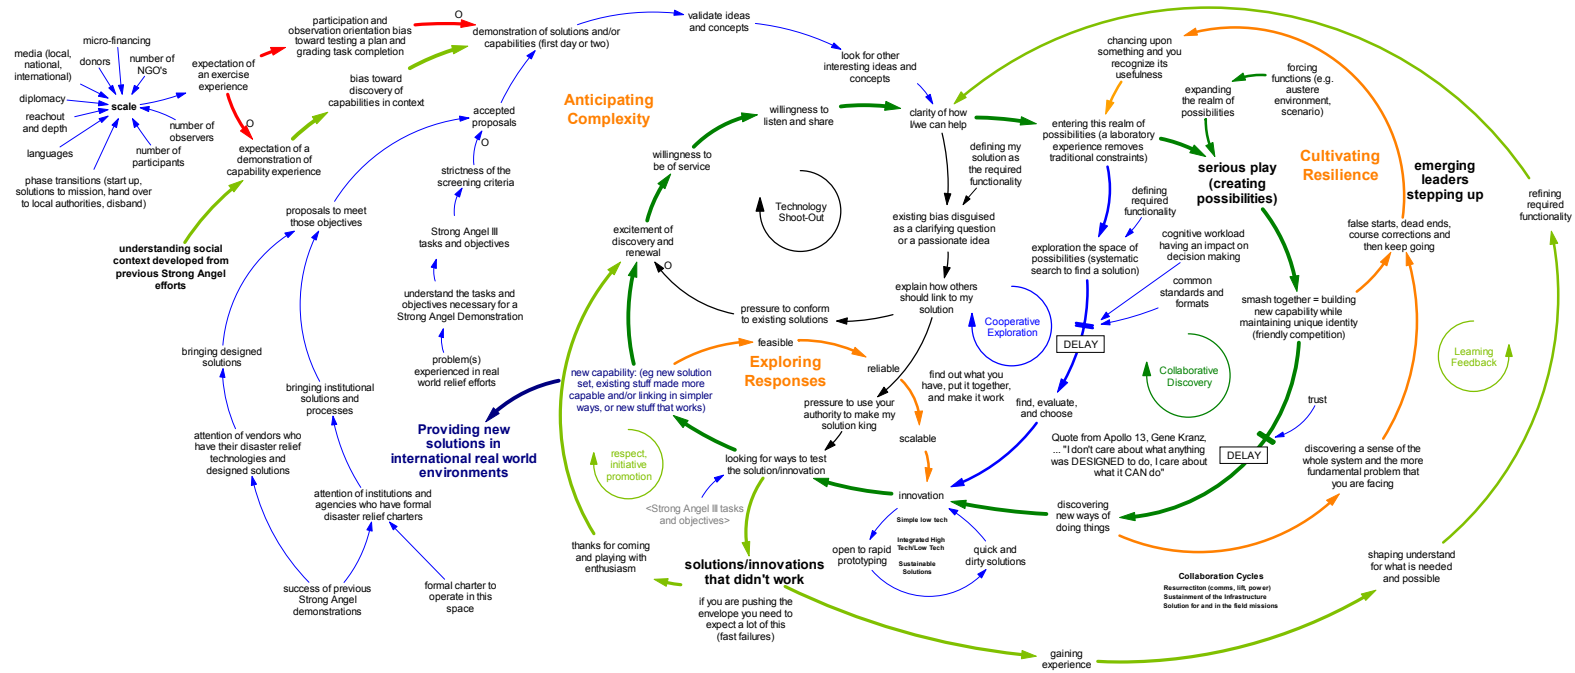 media (local,
national,
international)
micro-financing
donors
number of
NGO's
diplomacy
scale
reachout
and depth
languages
number of
observers
number of
participants
phase transitions (start up,
solutions to mission, hand over
to local authorities, disband)
expectation of
an exercise
experience
participation and
observation orientation bias
toward testing a plan and
grading task completion
O
O
expectation of a
demonstration of
capability experience
bias toward
discovery of
capabilities in context
understanding social
context developed from
previous Strong Angel
efforts
demonstration of solutions and/or
capabilities (first day or two)
validate ideas
and concepts
look for other
interesting ideas and
concepts
accepted
proposals
O
strictness of the
screening criteria
Strong Angel III
tasks and objectives
understand the tasks and
objectives necessary for a
Strong Angel Demonstration
problem(s)
experienced in real
world relief efforts
proposals to meet
those objectives
bringing designed
solutions
bringing institutional
solutions and
processes
attention of vendors who
have their disaster relief
technologies and
designed solutions
attention of institutions and
agencies who have formal
disaster relief charters
success of previous
Strong Angel
demonstrations
formal charter to
operate in this
space
Anticipating
Complexity
willingness to
listen and share
willingness to
be of service
excitement of
discovery and
renewal
O
Technology
Shoot-Out
clarity of how
I/we can help
defining my
solution as
the required
functionality
existing bias disguised
as a clarifying question
or a passionate idea
explain how others
should link to my
solution
pressure to conform
to existing solutions
feasible
Exploring
Responses
reliable
scalable
new capability: (eg new solution
set, existing stuff made more
capable and/or linking in simpler
ways, or new stuff that works)
Providing new
solutions in
international real world
environments
pressure to use your
authority to make my
solution king
looking for ways to test
the solution/innovation
<Strong Angel III tasks
and objectives>
respect,
initiative
promotion
thanks for coming
and playing with
enthusiasm
solutions/innovations
that didn't work
if you are pushing the
envelope you need to
expect a lot of this
(fast failures)
innovation
Simple low tech
Integrated High
Tech/Low Tech
Sustainable
Solutions
open to rapid
prototyping
quick and
dirty solutions
chancing upon
something and you
recognize its
usefulness
forcing
functions (e.g.
austere
environment,
scenario)
expanding
the realm of
possibilities
entering this realm of
possibilities (a laboratory
experience removes
traditional constraints)
serious play
(creating
possibilities)
Cultivating
Resilience
emerging
leaders
stepping up
refining
required
functionality
defining
required
functionality
exploration the space of
possibilities (systematic
search to find a solution)
cognitive workload
having an impact on
decision making
common
standards and
formats
false starts, dead ends,
course corrections and
then keep going
smash together = building
new capability while
maintaining unique identity
(friendly competition)
Cooperative
Exploration
DELAY
Collaborative
Discovery
Learning
Feedback
find out what you
have, put it together,
and make it work
find, evaluate,
and choose
Quote from Apollo 13, Gene Kranz,
... "I don't care about what anything
was DESIGNED to do, I care about
what it CAN do"
trust
DELAY
discovering a sense of the
whole system and the more
fundamental problem that
you are facing
discovering
new ways of
doing things
shaping understand
for what is needed
and possible
Collaboration Cycles
Resurrectiton (comms, lift, power)
Sustainment of the Infrastructure
Solution for and in the field missions
gaining
experience